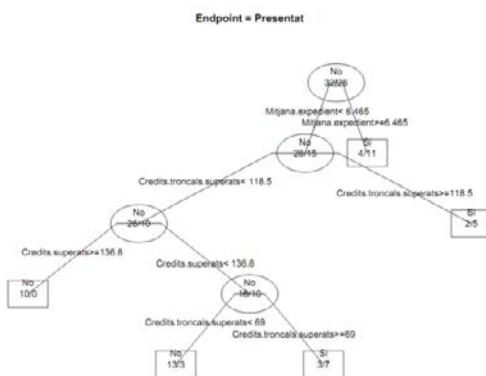 Endpoint = Presentat
No
32/26
Mitjana.expedient< 6.465
Mitjana.expedient>=6.465
No
28/15
Si
4/11
Credits.troncals.superats< 118.5
Credits.troncals.superats>=118.5
No
26/10
Si
2/5
Credits.superats>=136.8
Credits.superats< 136.8
No
10/0
No
16/10
Credits.troncals.superats< 69
Credits.troncals.superats>=69
No
13/3
Si
3/7